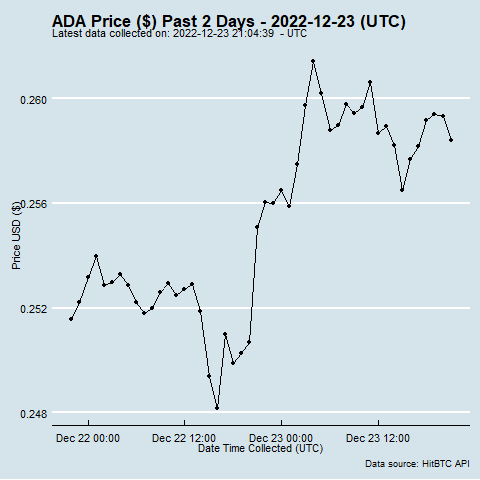 ADA Price ($) Past 2 Days - 2022-12-23 (UTC)
Latest data collected on: 2022-12-23 21:04:39 - UTC
0.260
0.256
Price USD ($)
0.252
0.248
Dec 22 00:00 Dec 22 12:00 Dec 23 00:00 Dec 23 12:00
Date Time Collected (UTC)
Data source: HitBTC API